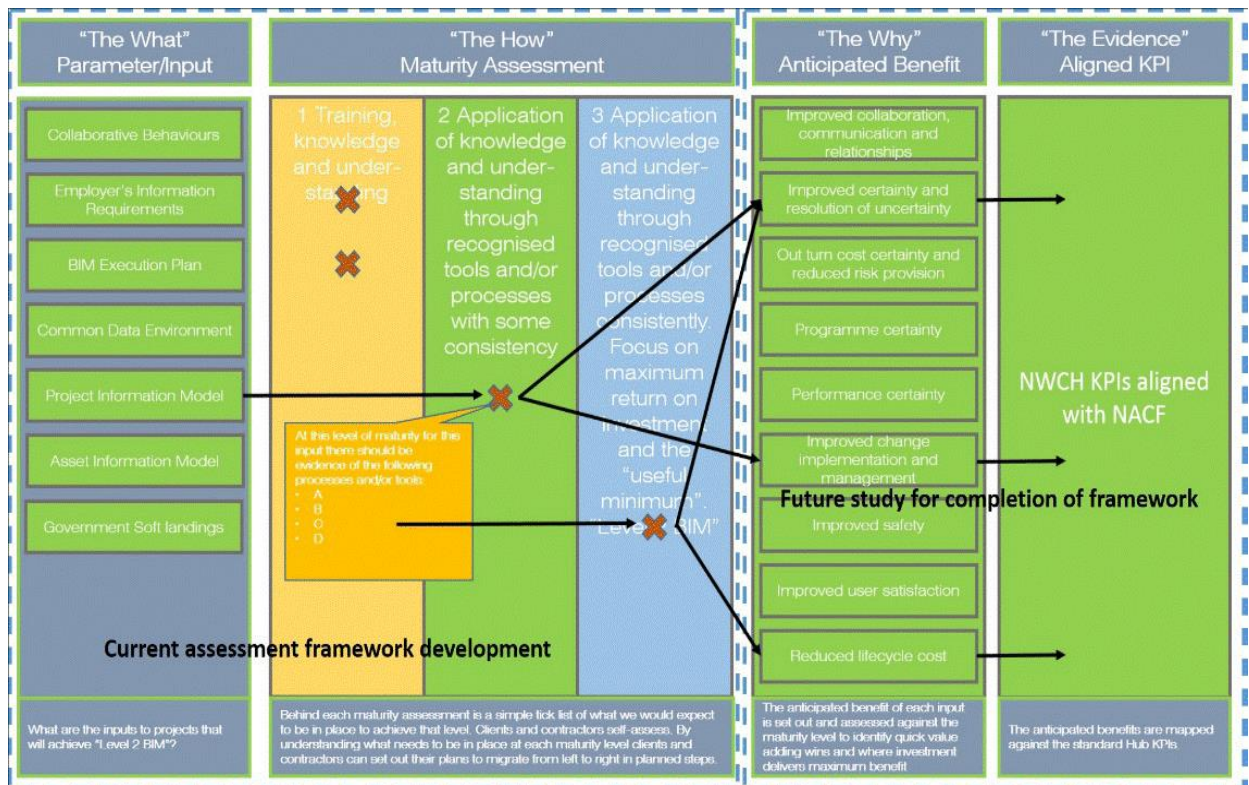 “The What”
Parameter/Input
“The How”
Maturity Assessment
“The Why”
Anticipated Benefit
“The Evidence”
Aligned KPI
Collaborative Behaviours
Employer's Information
Requirements
BIM Execution Plan
Common Data Environment
Project Information Model
Asset Information Model
Government Soft landings
1 Training,
knowledge
and under-
standing
2 Application
of knowledge
and under-
standing
through
recognised
tools and/or
processes
with some
consistency
3 Application
of knowledge
and under-
standing
through
recognised
tools and/or
processes
consistently.
Focus on
maximum
return on
investment
and the
“useful
minimum”.
BIM”
At this level of maturity for this
input there should be
evidence of the following
processes and/or tools:
• A
• B
• C
• D
Improved collaboration,
communication and
relationships
Improved certainty and
resolution of uncertainty
Out turn cost certainty and
reduced risk provision
Programme certainty
Performance certainty
Improved change
implementation and
management
Improved safety
Improved user satisfaction
Reduced lifecycle cost
NWCH KPIs aligned
with NACF
Future study for completion of framework
Current assessment framework development
What are the inputs to projects that
will achieve “Level 2 BIM”?
Behind each maturity assessment is a simple tick list of what we would expect
to be in place to achieve that level. Clients and contractors self-assess. By
understanding what needs to be in place at each maturity level clients and
contractors can set out their plans to migrate from left to right in planned steps.
The anticipated benefit of each input
is set out and assessed against the
maturity level to identify quick value
adding wins and where investment
delivers maximum benefit
The anticipated benefits are mapped
against the standard Hub KPIs.